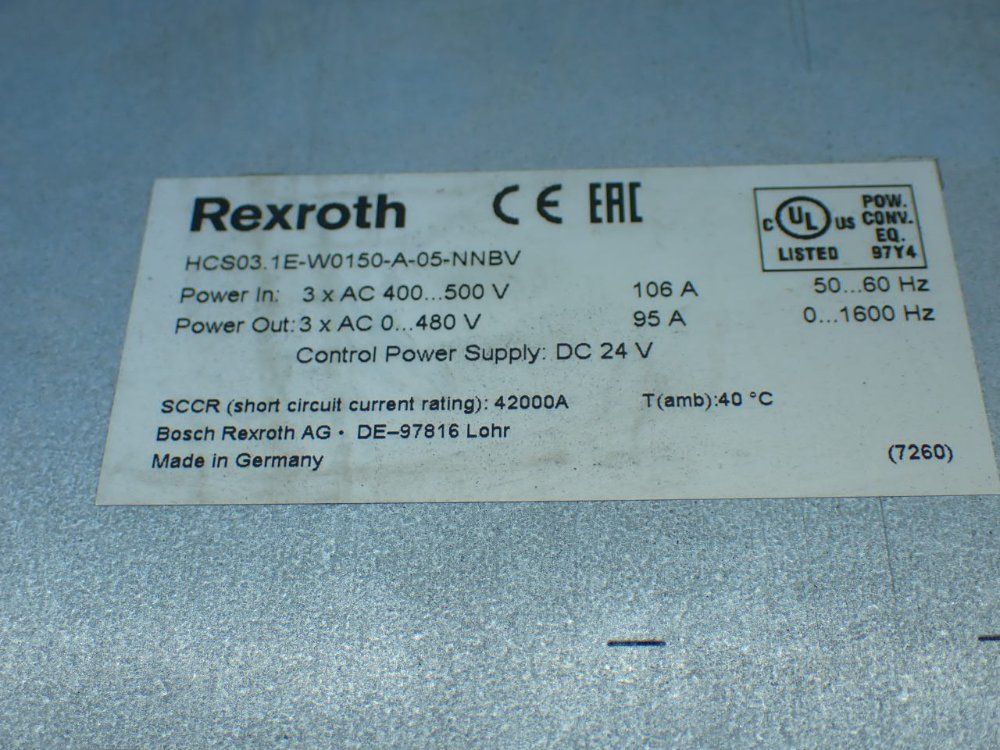 Rexroth CE EAC
c UL us LISTED POW. CONV. EQ. 97Y4
HCS03.1E-W0150-A-05-NNBV
Power In: 3 x AC 400...500 V 106 A 50...60 Hz
Power Out: 3 x AC 0...480 V 95 A 0...1600 Hz
Control Power Supply: DC 24 V
SCCR (short circuit current rating): 42000A T(amb):40 °C
Bosch Rexroth AG • DE–97816 Lohr
Made in Germany (7260)